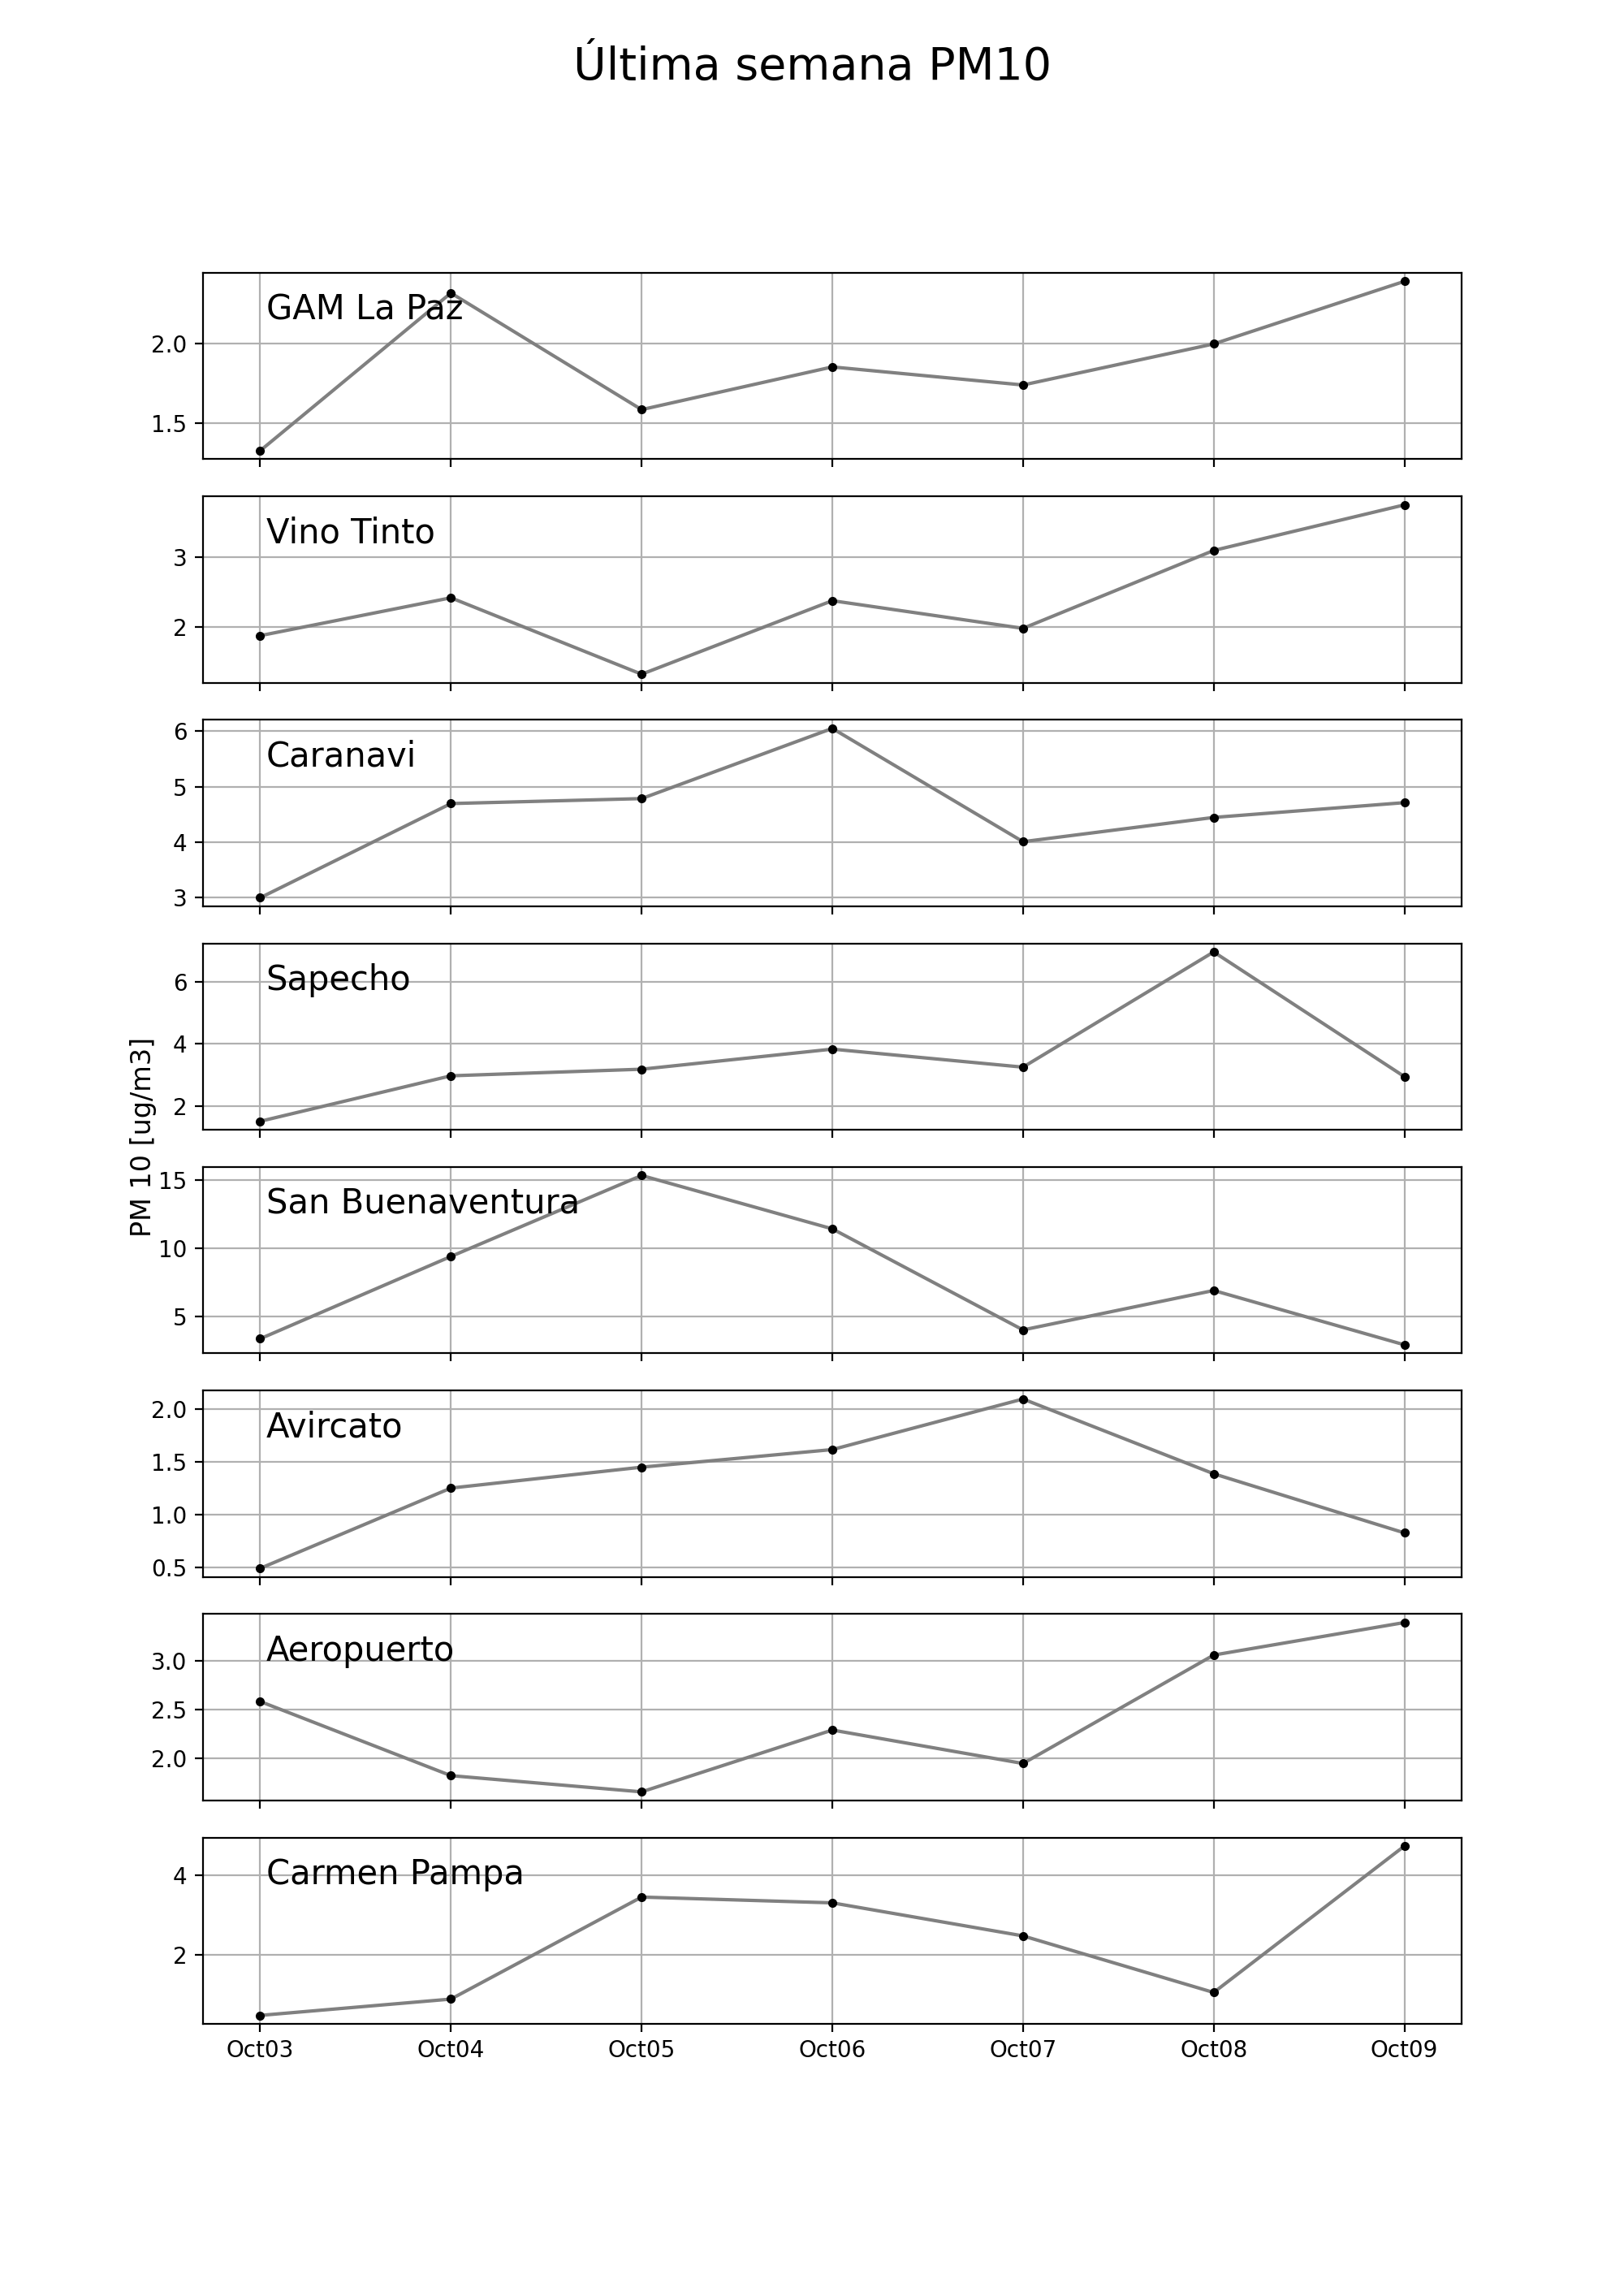 Última semana PM10
GAM La Paz
2.0
1.5
Vino Tinto
3
2
Caranavi
6
5
4
3
Sapecho
6
4
2
PM 10 [ug/m3]
San Buenaventura
15
10
5
Avircato
2.0
1.5
1.0
0.5
Aeropuerto
3.0
2.5
2.0
Carmen Pampa
4
2
Oct03 Oct04 Oct05 Oct06 Oct07 Oct08 Oct09